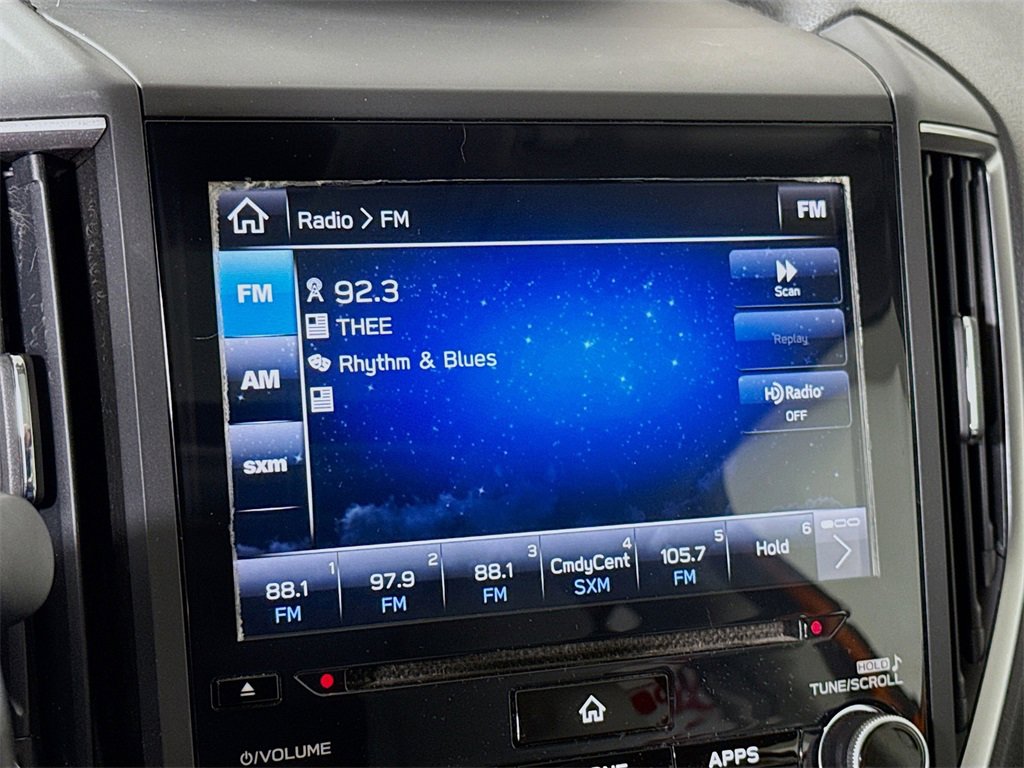 Radio > FM
FM
FM
AM
sxm
92.3
THEE
Rhythm & Blues
Scan
Replay
HD Radio
OFF
1
88.1
FM
2
97.9
FM
3
88.1
FM
4
CmdyCent
SXM
5
105.7
FM
6
Hold
HOLD
TUNE/SCROLL
/VOLUME
APPS